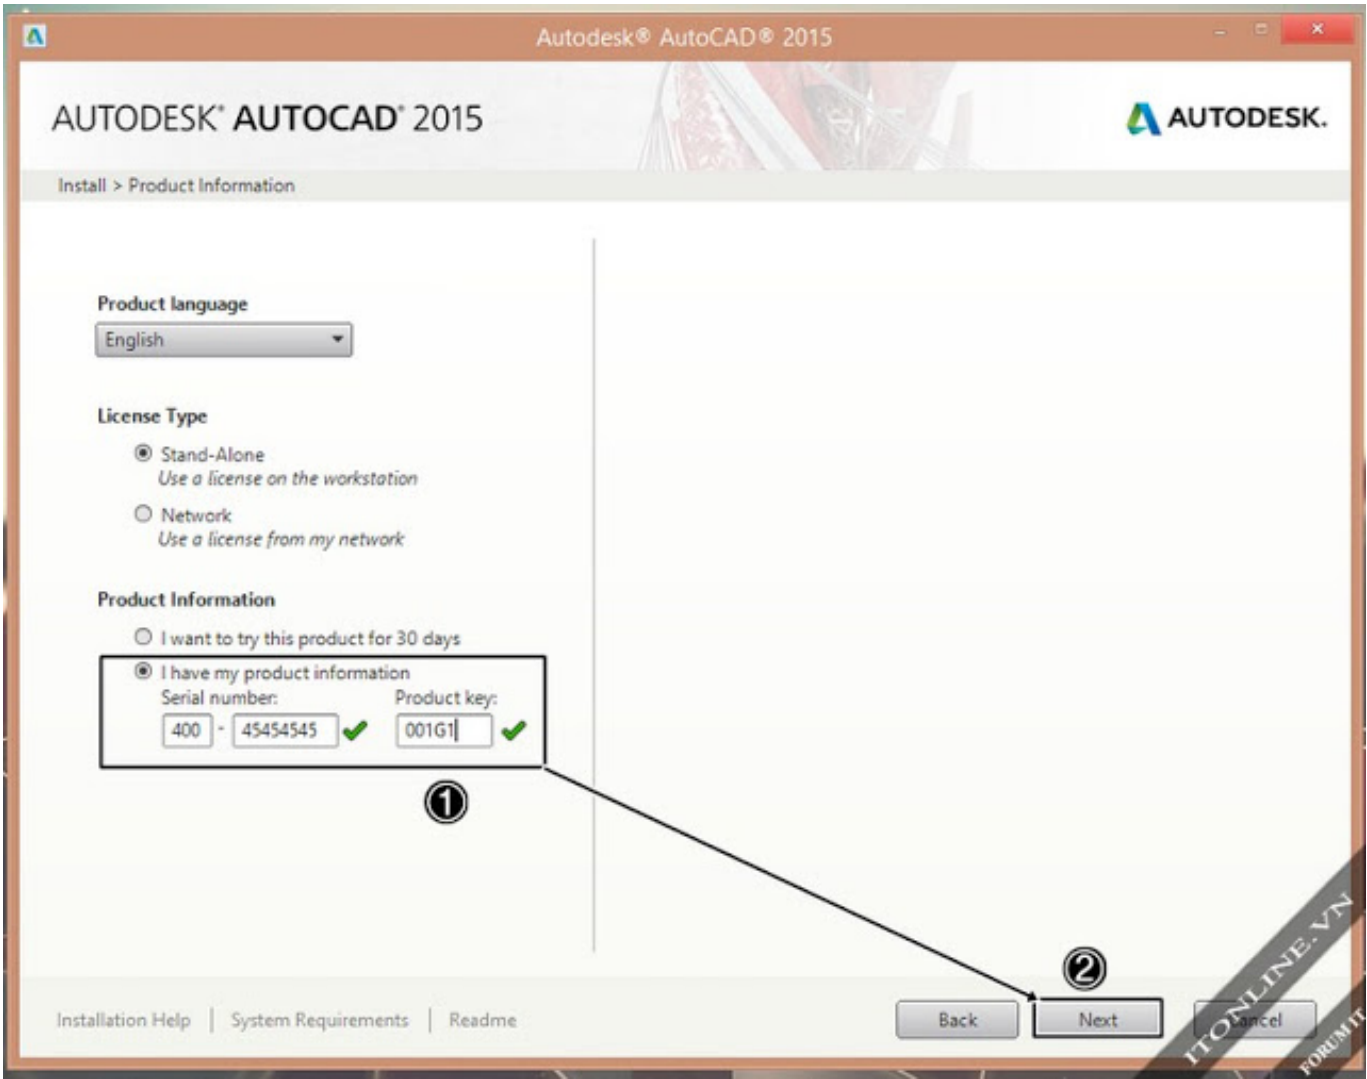 Autodesk® AutoCAD® 2015
AUTODESK® AUTOCAD® 2015
AUTODESK.
Install > Product Information
Product language
English
License Type
Stand-Alone
Use a license on the workstation
Network
Use a license from my network
Product Information
I want to try this product for 30 days
I have my product information
Serial number: Product key:
400 - 45454545 001G1
1
2
Installation Help | System Requirements | Readme
Back Next Cancel
ITONLINE.VN
FORUM IT